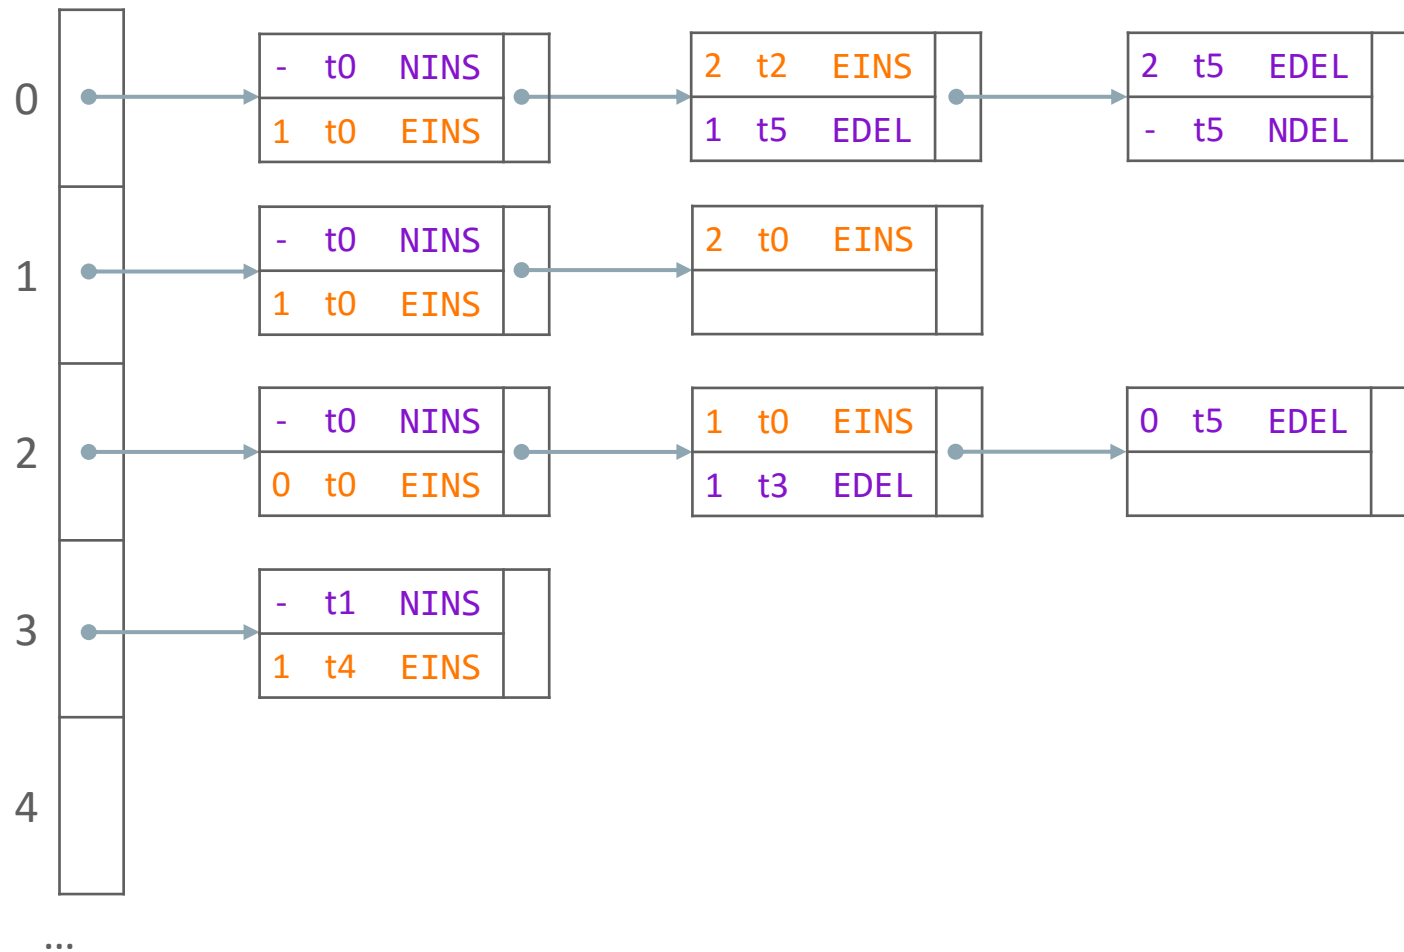 0
- t0 NINS
1 t0 EINS
2 t2 EINS
1 t5 EDEL
2 t5 EDEL
- t5 NDEL
1
- t0 NINS
1 t0 EINS
2 t0 EINS
2
- t0 NINS
0 t0 EINS
1 t0 EINS
1 t3 EDEL
0 t5 EDEL
3
- t1 NINS
1 t4 EINS
4
...